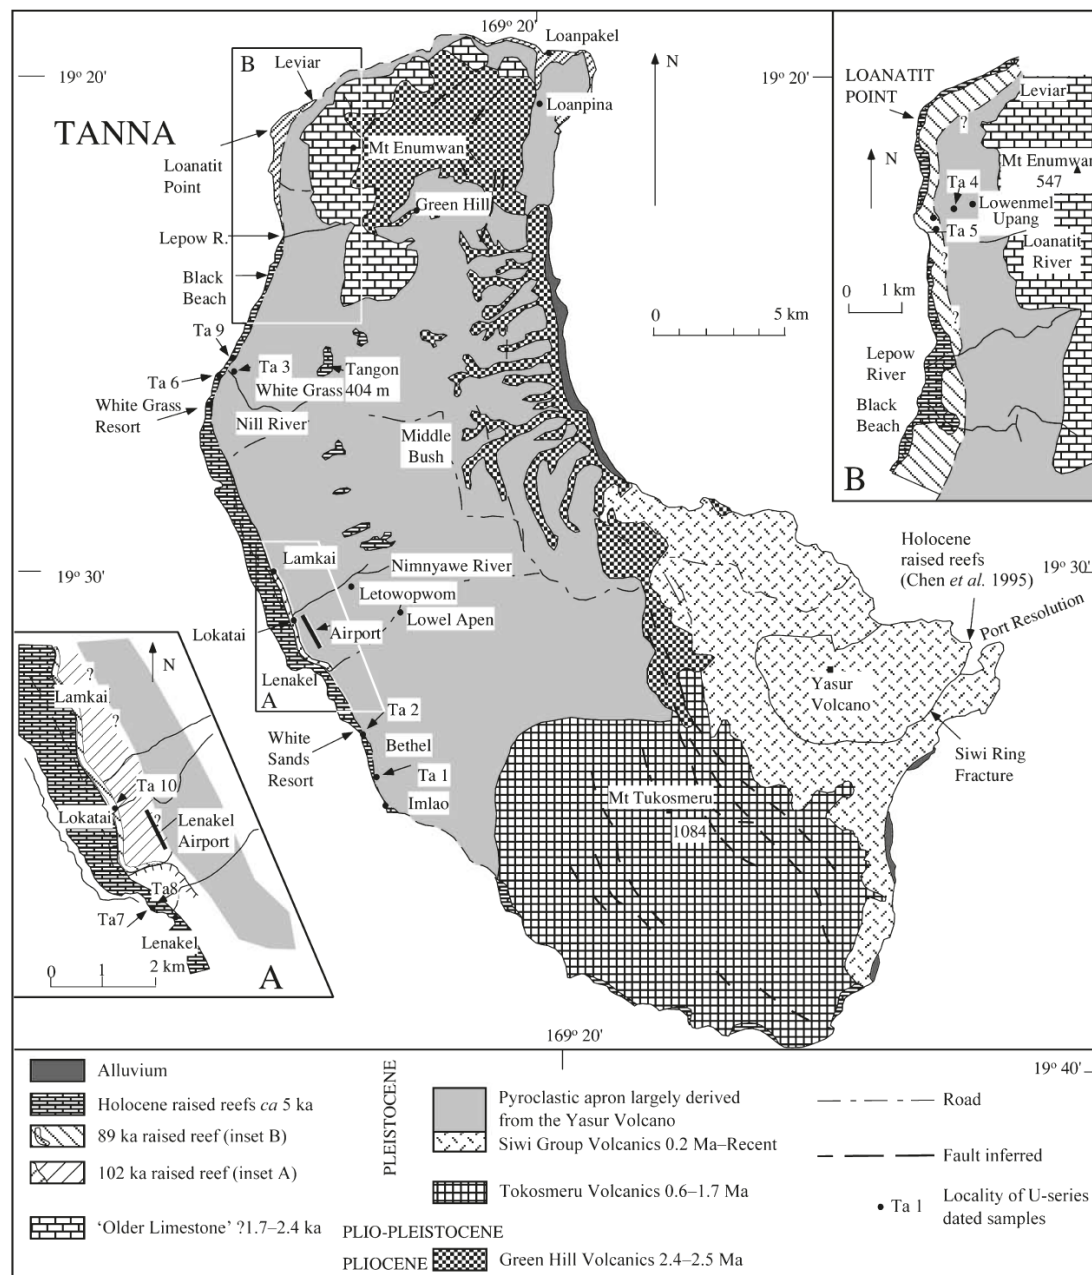 169° 20'
Loanpakel
N
B
Leviar
19° 20'
19° 20'
LOANATIT
POINT
Leviar
TANNA
Loanpina
?
Mt Enumwan
N
Mt Enumwan
547
Loanatit
Point
Ta 4
Lowenmel
Upang
Green Hill
Ta 5
Lepow R.
Loanatit
River
?
Black
Beach
0 1 km
0 5 km
?
Ta 9
Lepow
River
Ta 3
Tangon
Ta 6
White Grass 404 m
White Grass
Resort
Black
Beach
Nill River
Middle
Bush
B
Holocene
raised reefs
(Chen et al. 1995)
19° 30'
19° 30'
Lamkai
Nimnyawe River
Letowopwom
Lowel Apen
Port Resolution
Lokatai
Airport
N
?
Lenakel
Yasur
Volcano
Lamkai
A
?
Ta 2
White
Sands
Resort
Bethel
Siwi Ring
Fracture
Ta 1
Ta 10
Mt Tukosmeru
Imlao
Lokatai
?
Lenakel
Airport
1084
Ta8
Ta7
Lenakel
0 1 2 km
A
169° 20'
19° 40'
Alluvium
Holocene raised reefs ca 5 ka
89 ka raised reef (inset B)
102 ka raised reef (inset A)
'Older Limestone' ?1.7–2.4 ka
PLEISTOCENE
Pyroclastic apron largely derived
from the Yasur Volcano
Siwi Group Volcanics 0.2 Ma–Recent
Tokosmeru Volcanics 0.6–1.7 Ma
PLIO-PLEISTOCENE
PLIOCENE
Green Hill Volcanics 2.4–2.5 Ma
Road
Fault inferred
Ta 1
Locality of U-series
dated samples